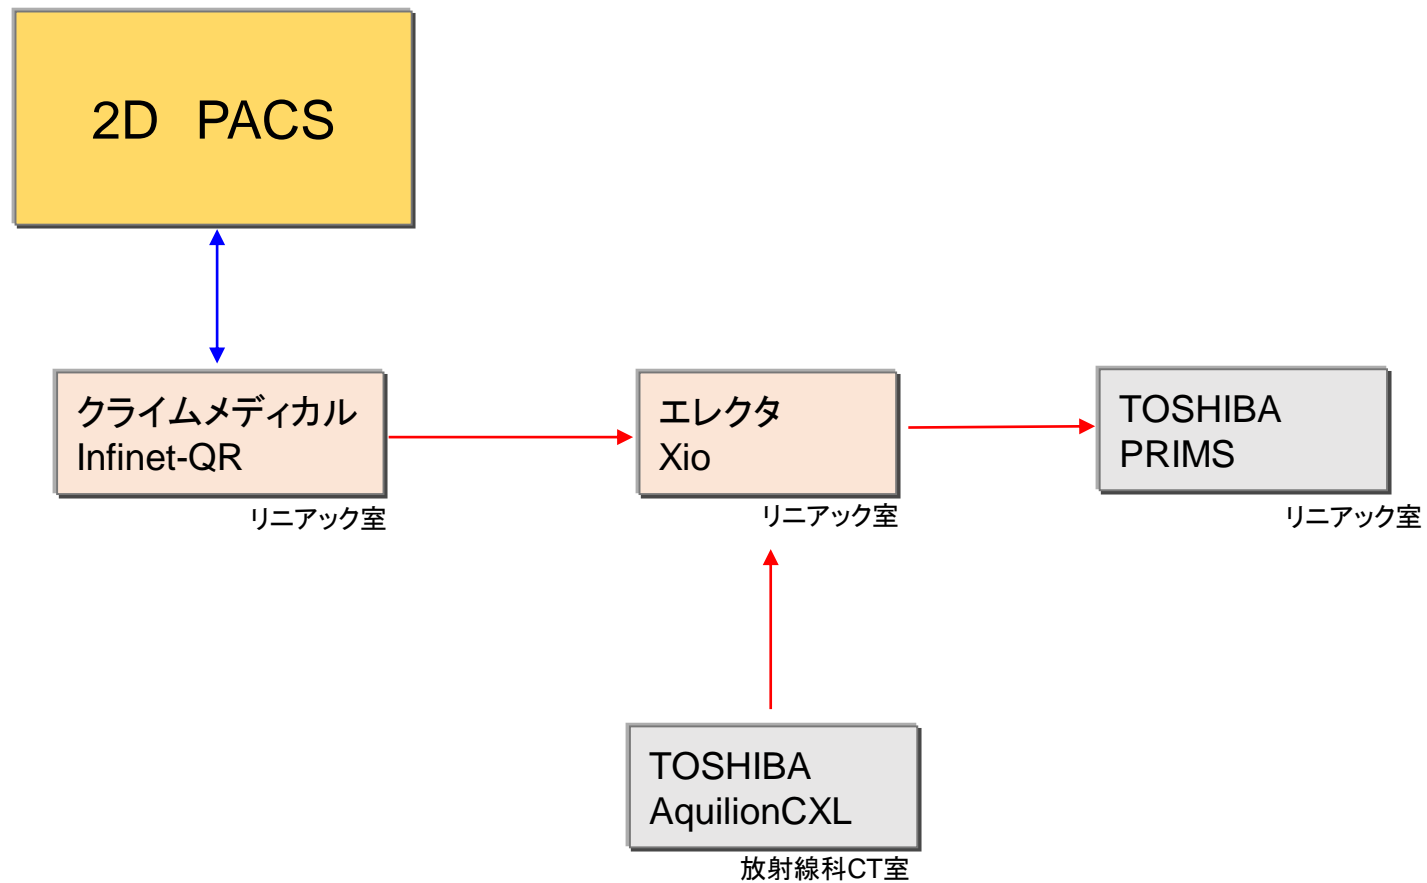 2D PACS
クライムメディカル
Infinet-QR
リニアック室
エレクタ
Xio
リニアック室
TOSHIBA
PRIMS
リニアック室
TOSHIBA
AquilionCXL
放射線科CT室